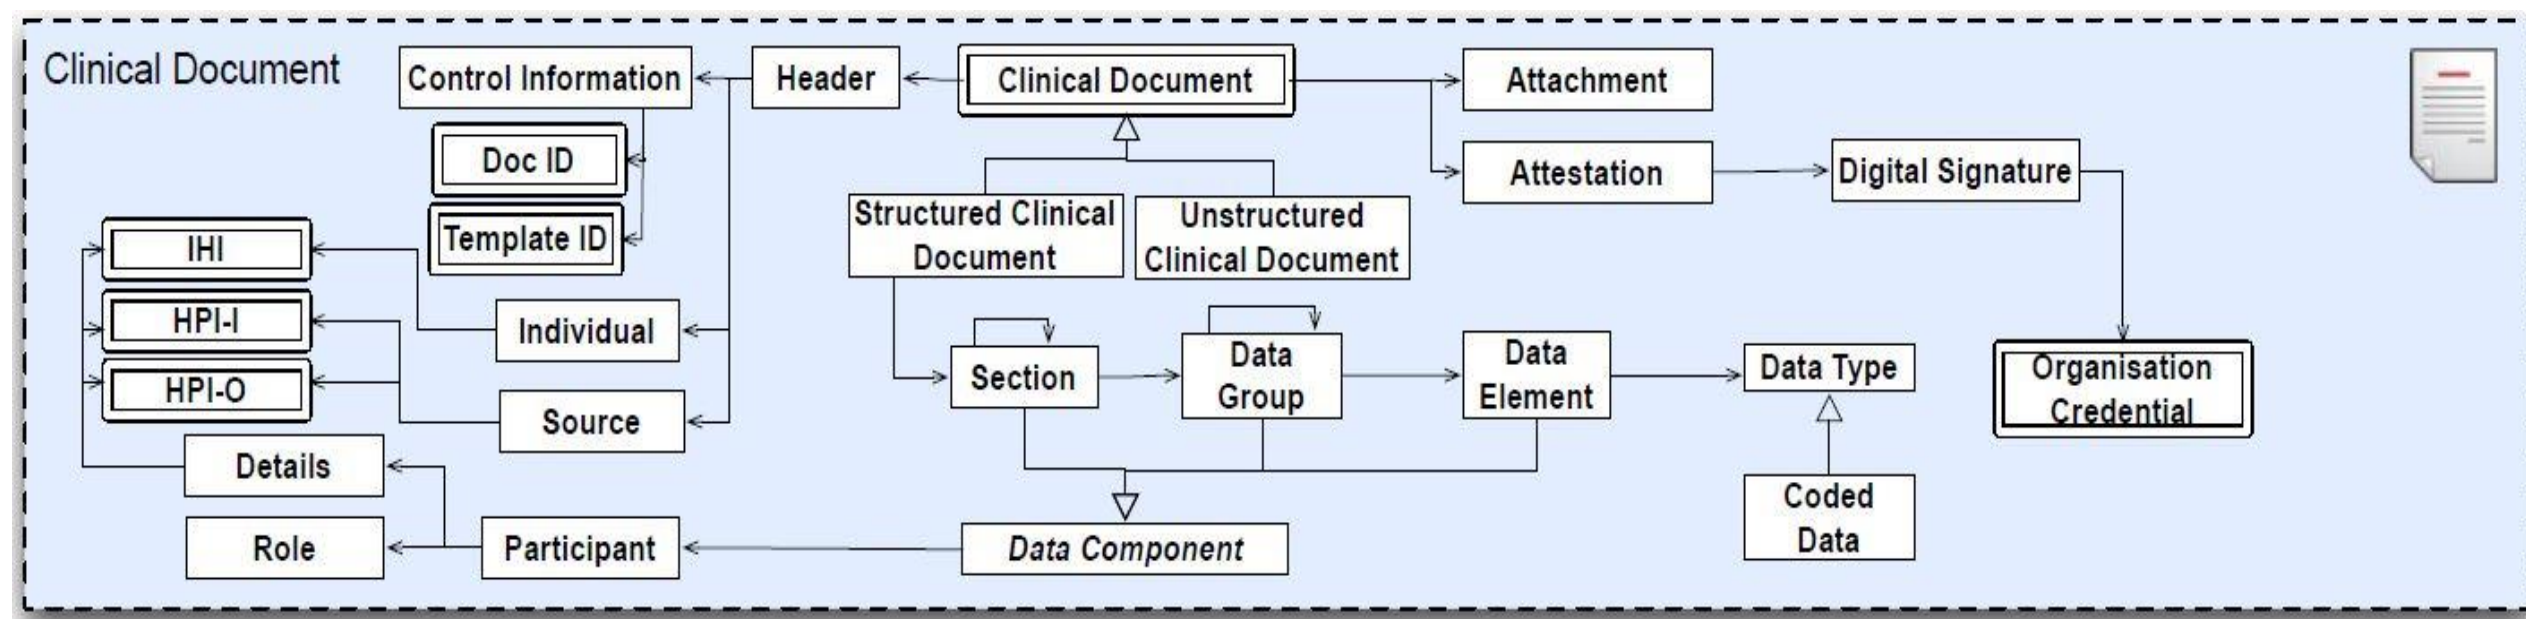 Clinical Document
Control Information
Header
Clinical Document
Attachment
Doc ID
Attestation
Digital Signature
Template ID
Structured Clinical
Document
Unstructured
Clinical Document
IHI
HPI-I
HPI-O
Individual
Source
Section
Data
Group
Data
Element
Data Type
Organisation
Credential
Details
Role
Participant
Data Component
Coded
Data